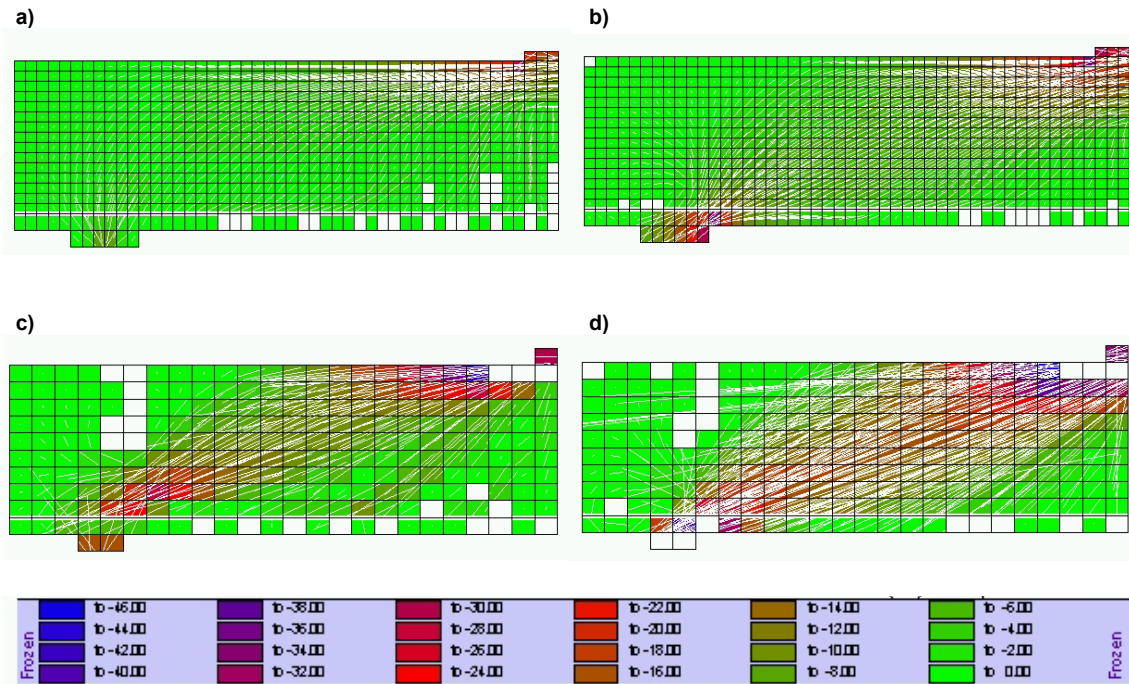 a)
b)
c)
d)
Frozen
to -46.00
to -44.00
to -42.00
to -40.00
to -38.00
to -36.00
to -34.00
to -32.00
to -30.00
to -28.00
to -26.00
to -24.00
to -22.00
to -20.00
to -18.00
to -16.00
to -14.00
to -12.00
to -10.00
to -8.00
to -6.00
to -4.00
to -2.00
to 0.00
Frozen